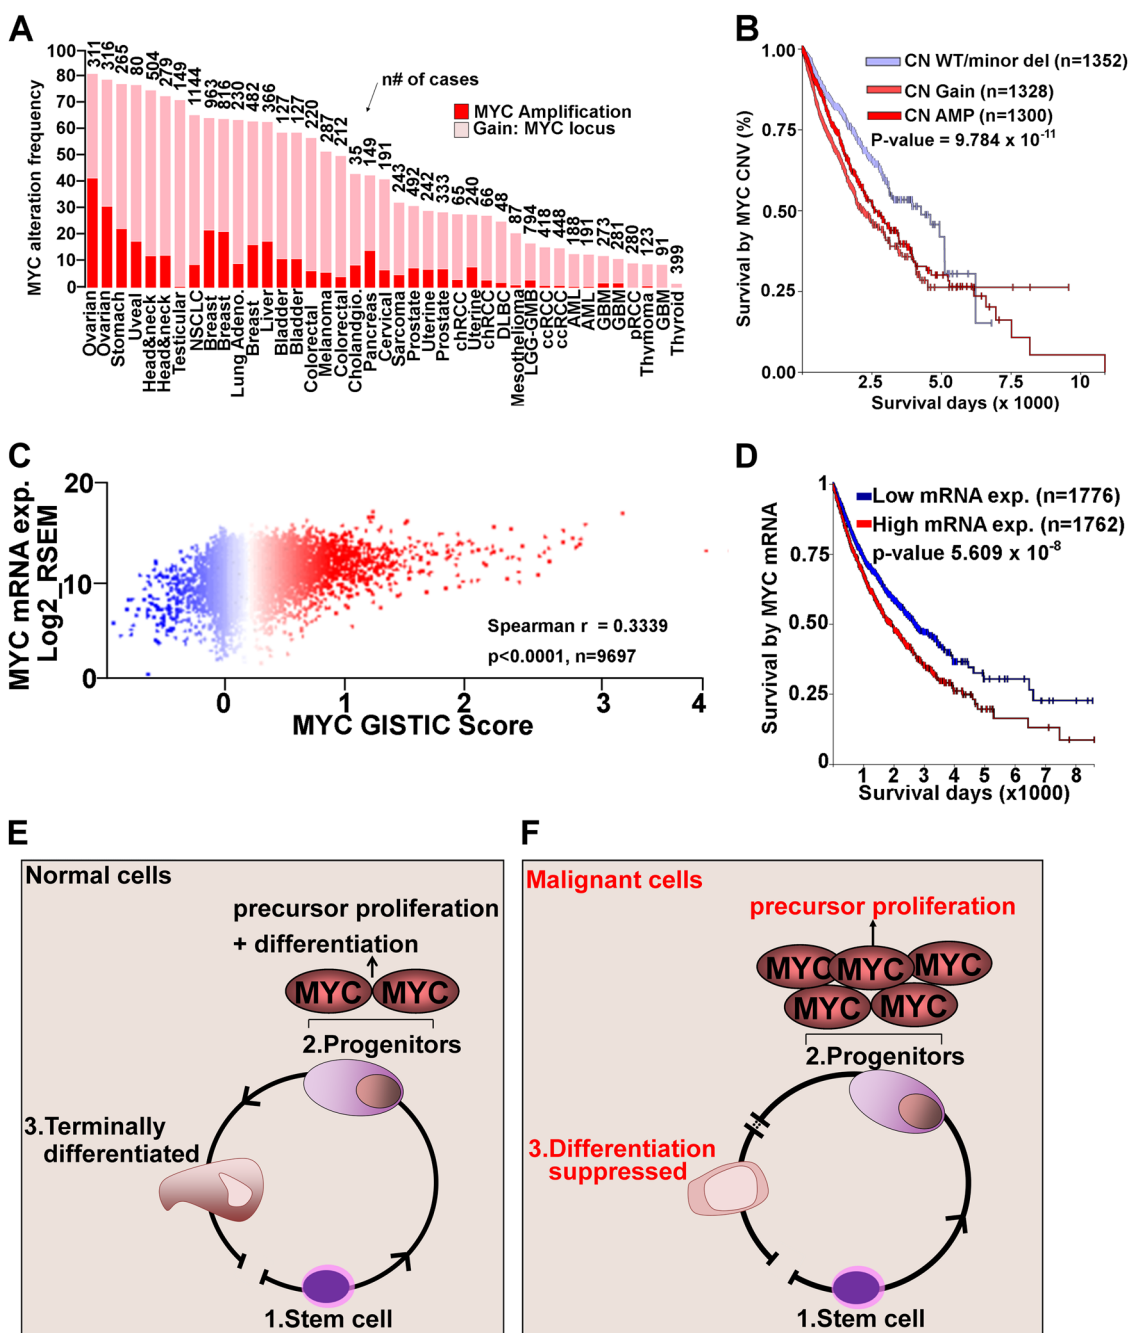 A
MYC alteration frequency
100
80
70
60
50
40
30
20
10
0
311
316
265
80
504
279
149
1144
963
816
230
482
366
127
127
220
287
212
35
149
191
243
492
242
333
65
240
66
48
87
794
418
448
188
191
273
281
280
123
91
399
n# of cases
MYC Amplification
Gain: MYC locus
Ovarian
Ovarian
Stomach
Uveal
Head&neck
Head&neck
Testicular
NSCLC
Breast
Breast
Lung Adeno.
Breast
Liver
Bladder
Bladder
Colorectal
Melanoma
Colorectal
Cholangio.
Pancreas
Cervical
Sarcoma
Prostate
Uterine
Prostate
chRCC
Uterine
chRCC
DLBC
Mesothelioma
LGG-GMB
ccRCC
ccRCC
AML
AML
GBM
GBM
pRCC
Thymoma
GBM
Thyroid
B
Survival by MYC CNV (%)
1.00
0.75
0.50
0.25
0.00
CN WT/minor del (n=1352)
CN Gain (n=1328)
CN AMP (n=1300)
P-value = 9.784 x 10-11
2.5 5.0 7.5 10
Survival days (x 1000)
C
MYC mRNA exp.
Log2_RSEM
20
10
0
Spearman r = 0.3339
p<0.0001, n=9697
0 1 2 3 4
MYC GISTIC Score
D
Survival by MYC mRNA
1
0.75
0.50
0.25
0
Low mRNA exp. (n=1776)
High mRNA exp. (n=1762)
p-value 5.609 x 10-8
1 2 3 4 5 6 7 8
Survival days (x1000)
E
Normal cells
precursor proliferation
+ differentiation
MYC MYC
2.Progenitors
3.Terminally
differentiated
1.Stem cell
F
Malignant cells
precursor proliferation
MYC MYC MYC
MYC MYC
2.Progenitors
3.Differentiation
suppressed
1.Stem cell